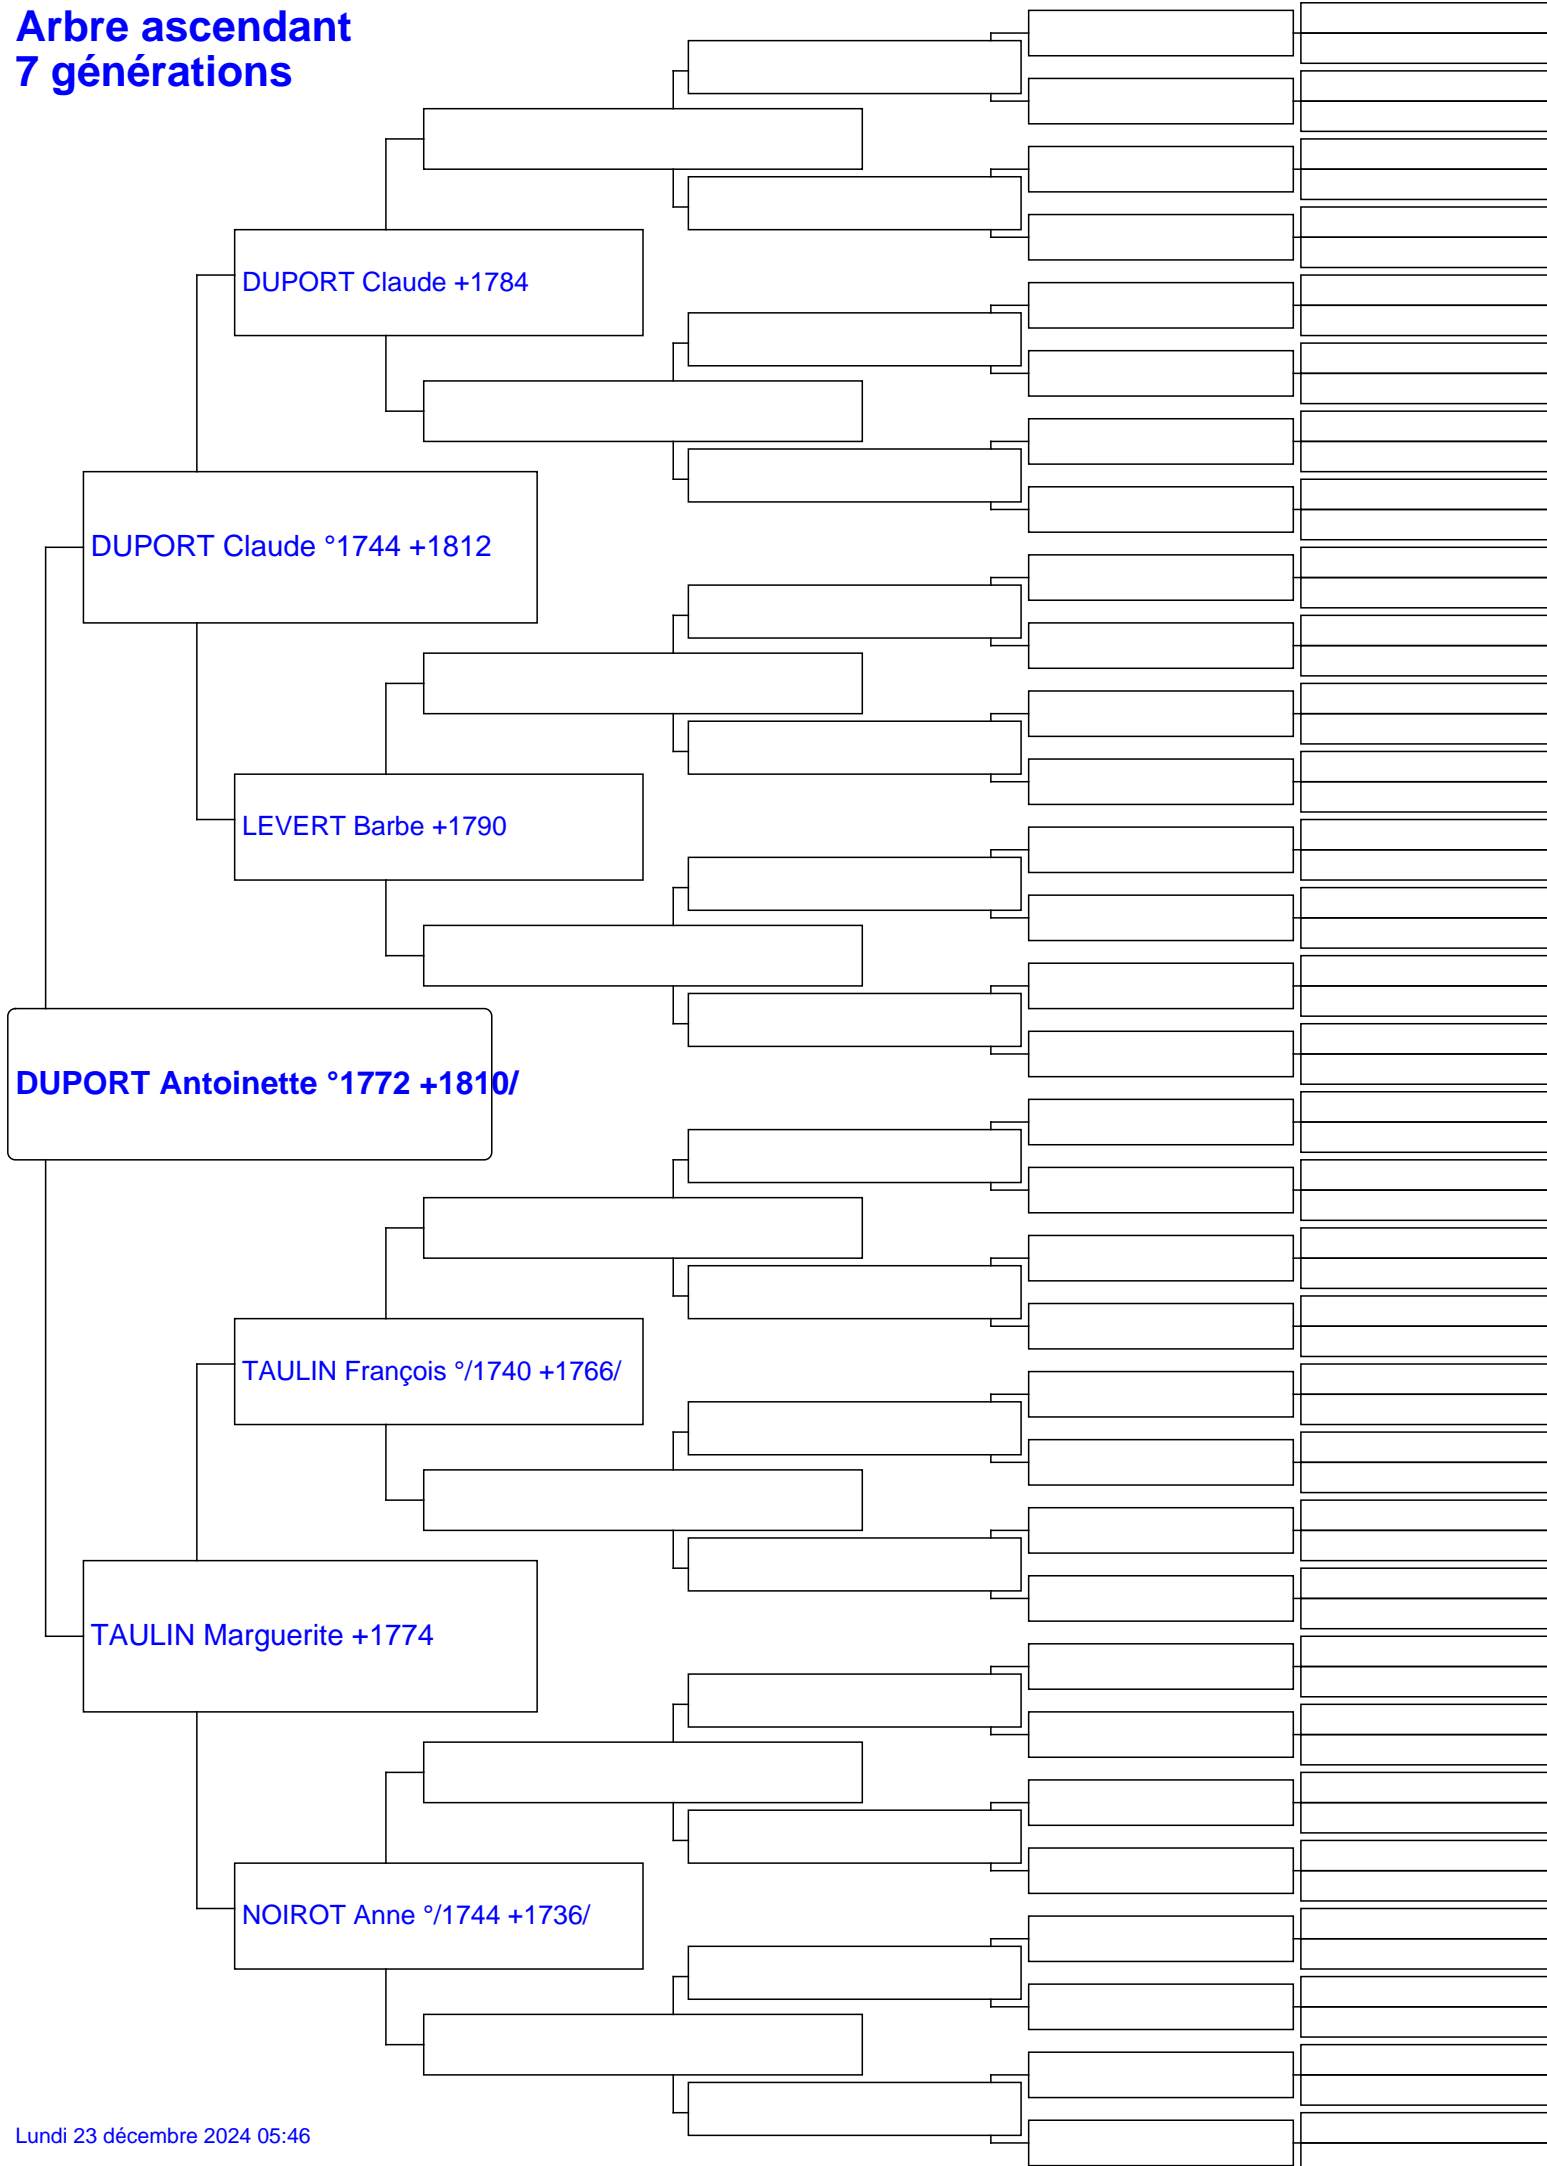 Arbre ascendant
7 générations
DUPORT Claude +1784
DUPORT Claude °1744 +1812
LEVERT Barbe +1790
DUPORT Antoinette °1772 +1810/
TAULIN François °/1740 +1766/
TAULIN Marguerite +1774
NOIROT Anne °/1744 +1736/
Lundi 23 décembre 2024 05:46